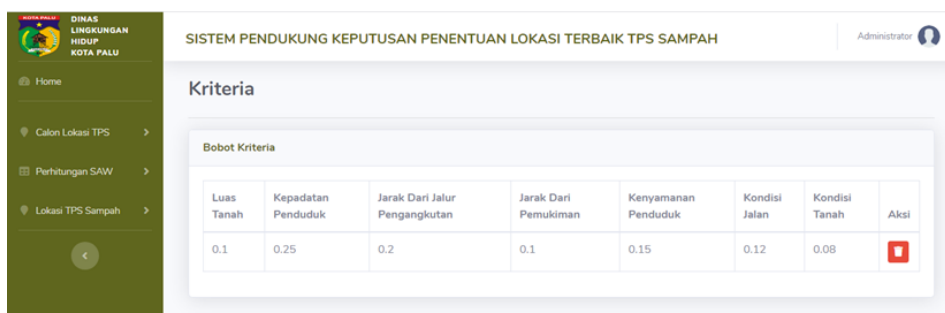 KOTA PALU
DINAS
LINGKUNGAN
HIDUP
KOTA PALU
SISTEM PENDUKUNG KEPUTUSAN PENENTUAN LOKASI TERBAIK TPS SAMPAH
Administrator
Home
Calon Lokasi TPS
Perhitungan SAW
Lokasi TPS Sampah
Kriteria
Bobot Kriteria
Luas Tanah
Kepadatan Penduduk
Jarak Dari Jalur Pengangkutan
Jarak Dari Pemukiman
Kenyamanan Penduduk
Kondisi Jalan
Kondisi Tanah
Aksi
0.1
0.25
0.2
0.1
0.15
0.12
0.08